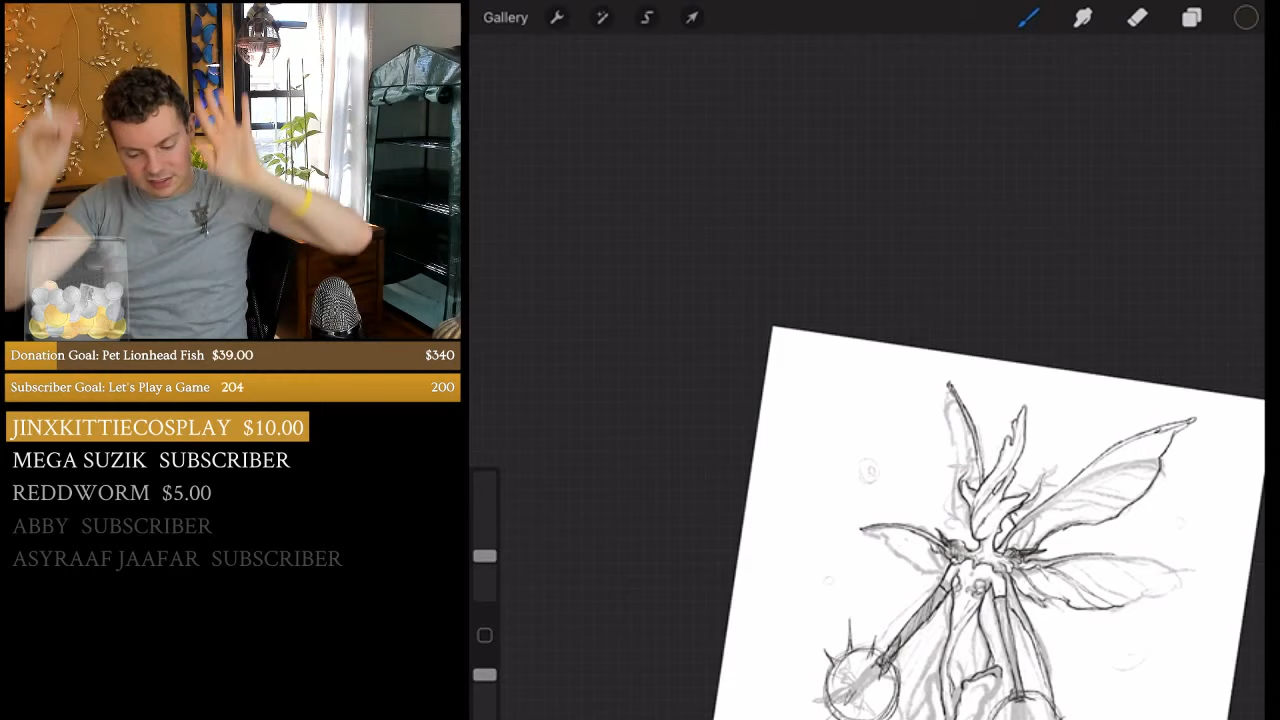 Gallery
Donation Goal: Pet Lionhead Fish $39.00 $340
Subscriber Goal: Let's Play a Game 204 200
JINXKITTIECOSPLAY $10.00
MEGA SUZIK SUBSCRIBER
REDDWORM $5.00
ABBY SUBSCRIBER
ASYRAAF JAAFAR SUBSCRIBER